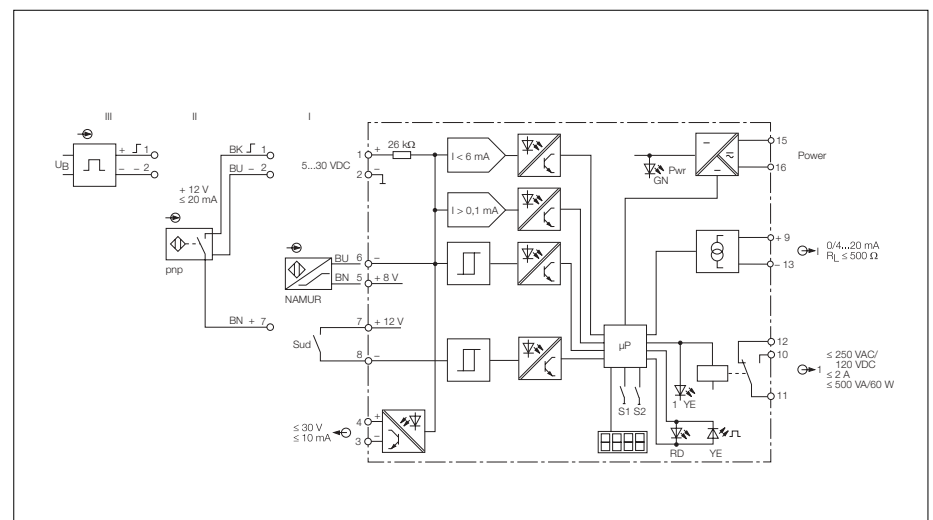 III II I
UB
+ 1
– – 2
BK 1
BU – 2
+ 12 V
≤ 20 mA
pnp
BN + 7
5...30 VDC
1 +
2 –
26 kΩ
I < 6 mA
I > 0,1 mA
NAMUR
BU 6 –
BN 5 + 8 V
Sud
7 + 12 V
8 –
≤ 30 V
≤ 10 mA
4 +
3 –
µP
S1 S2
1 YE
RD YE
Pwr
GN
15
16
Power
+ 9
– 13
I 0/4...20 mA
RL ≤ 500 Ω
12
10
11
1 ≤ 250 VAC/
120 VDC
≤ 2 A
≤ 500 VA/60 W